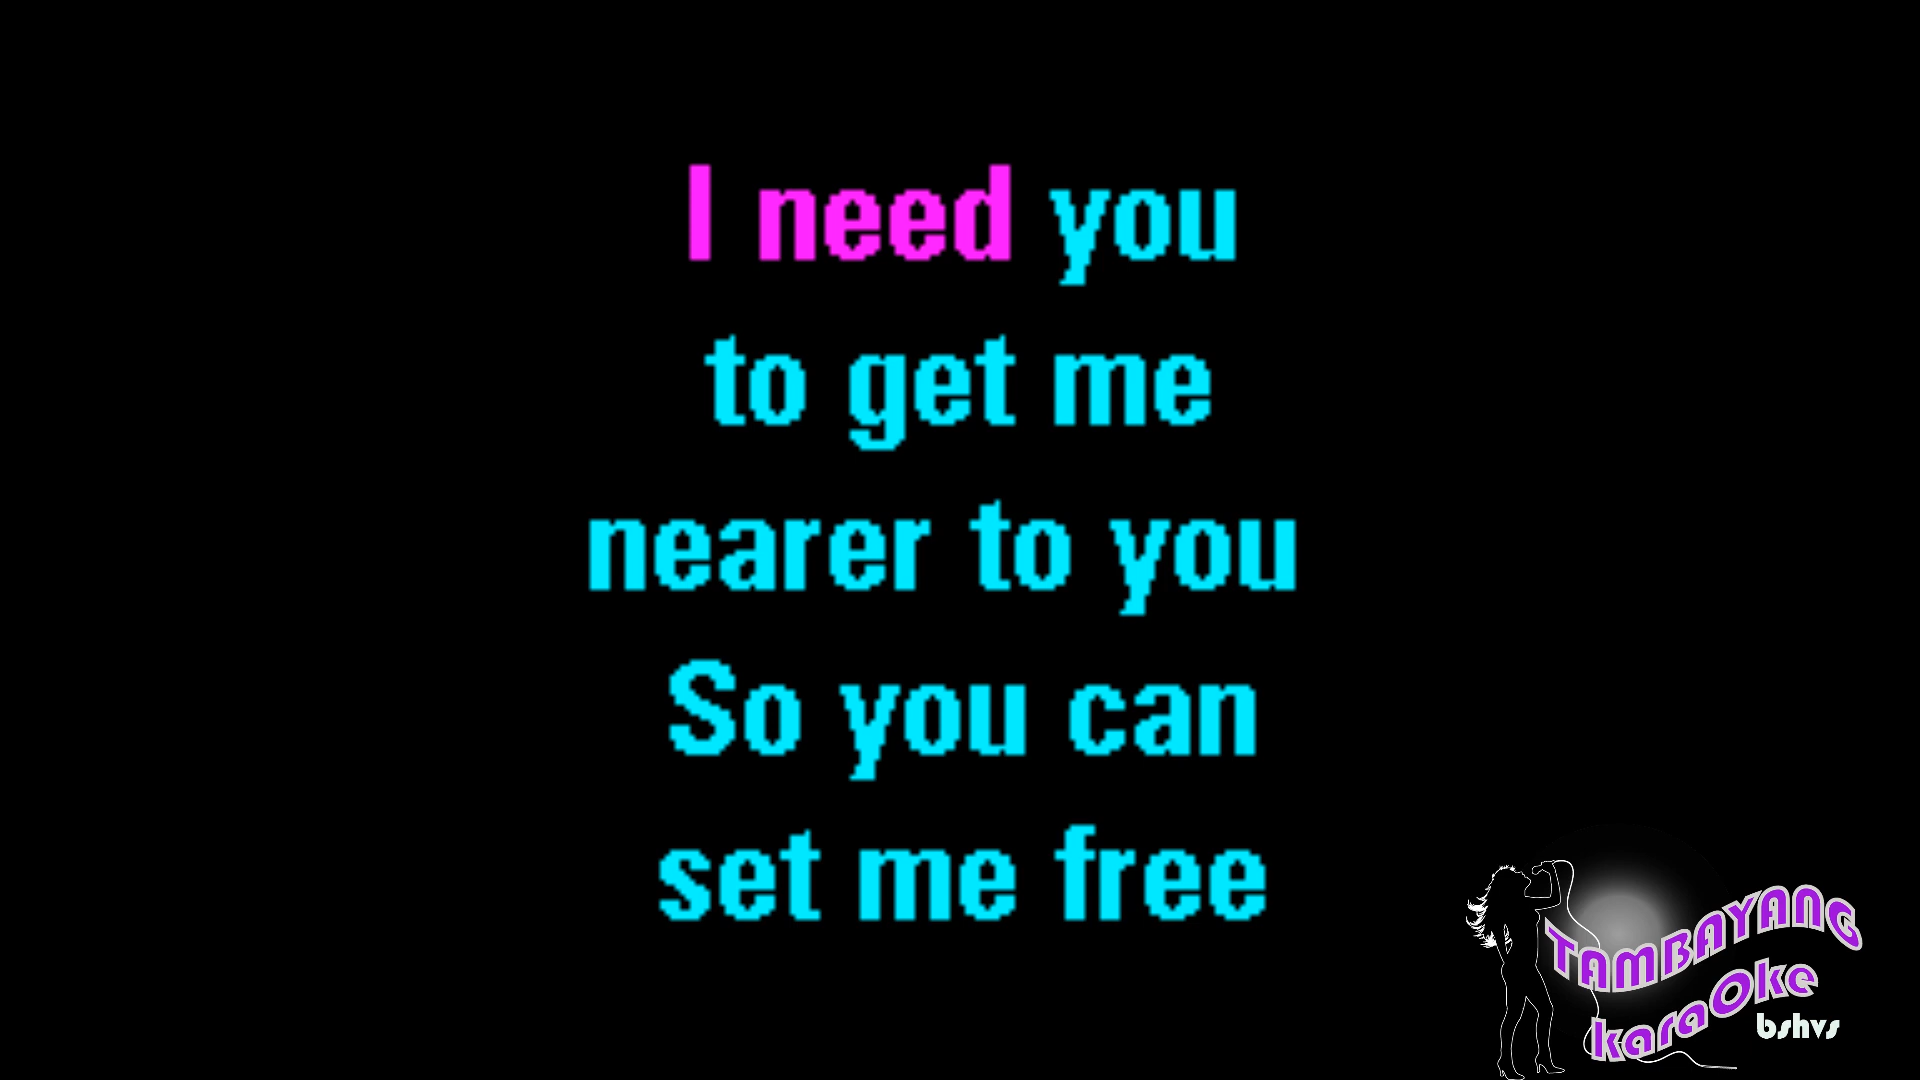 I need you
to get me
nearer to you
So you can
set me free
TAMBAYANG
karaOke
bshvs